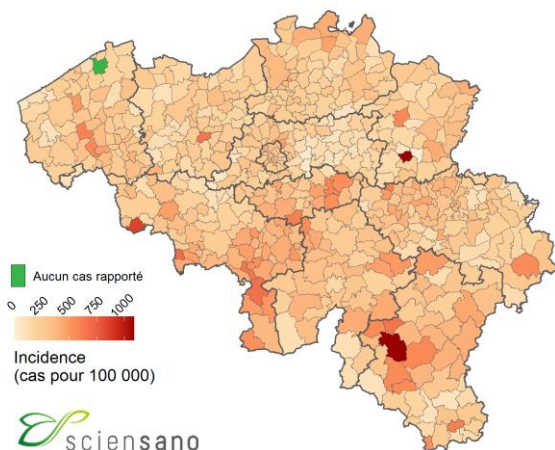 Aucun cas rapporté
0 250 500 750 1000
Incidence
(cas pour 100 000)
sciensano